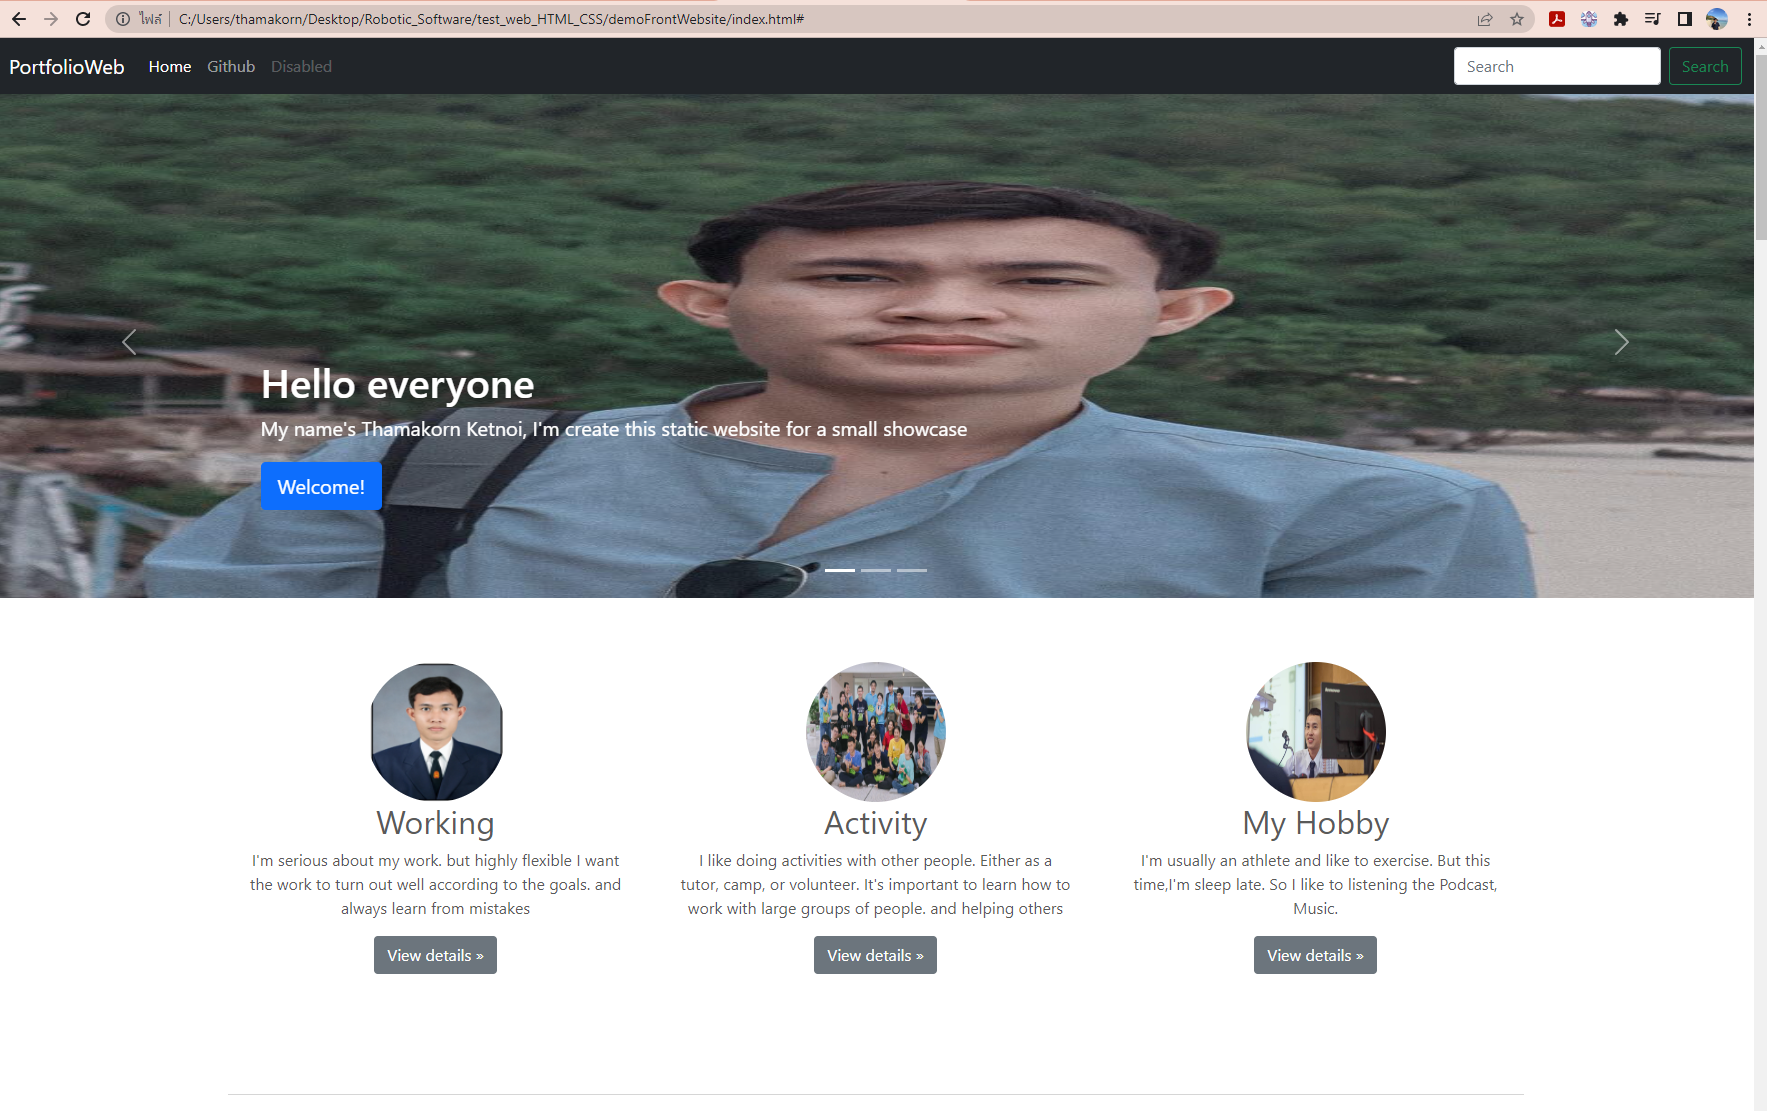 ไฟล์ C:/Users/thamakorn/Desktop/Robotic_Software/test_web_HTML_CSS/demoFrontWebsite/index.html#
PortfolioWeb Home Github Disabled Search Search
Hello everyone
My name's Thamakorn Ketnoi, I'm create this static website for a small showcase
Welcome!
Working
I'm serious about my work. but highly flexible I want
the work to turn out well according to the goals. and
always learn from mistakes
View details »
Activity
I like doing activities with other people. Either as a
tutor, camp, or volunteer. It's important to learn how to
work with large groups of people. and helping others
View details »
My Hobby
I'm usually an athlete and like to exercise. But this
time,I'm sleep late. So I like to listening the Podcast,
Music.
View details »